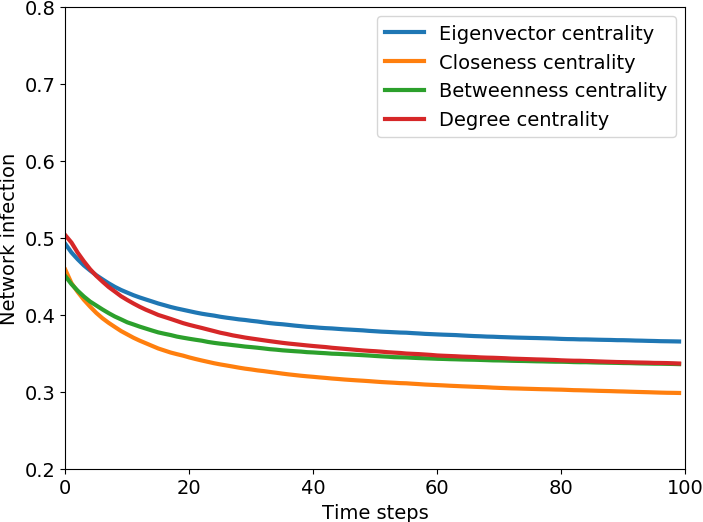 0.8
0.7
0.6
0.5
0.4
0.3
0.2
Network infection
Eigenvector centrality
Closeness centrality
Betweenness centrality
Degree centrality
0 20 40 60 80 100
Time steps